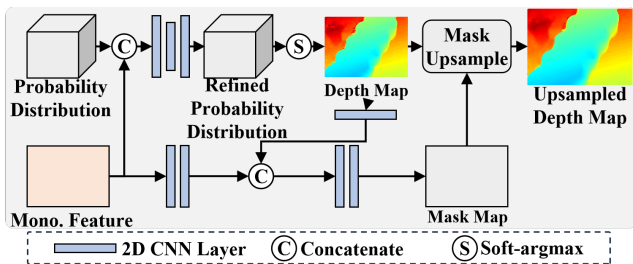 C
S
Mask
Upsample
Probability
Distribution
Refined
Probability
Distribution
Depth Map
Upsampled
Depth Map
C
Mono. Feature
Mask Map
2D CNN Layer
C Concatenate
S Soft-argmax